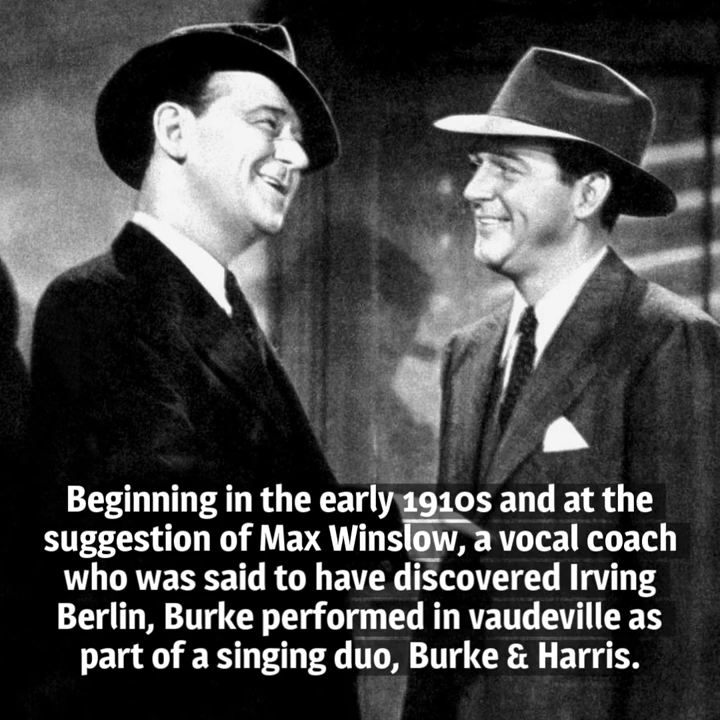 Beginning in the early 1910s and at the
suggestion of Max Winslow, a vocal coach
who was said to have discovered Irving
Berlin, Burke performed in vaudeville as
part of a singing duo, Burke & Harris.